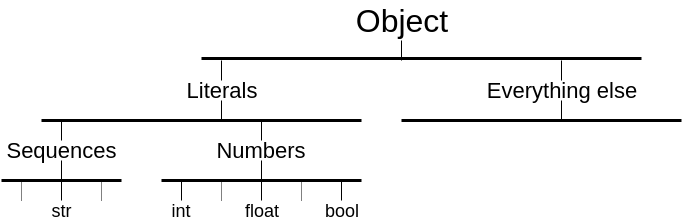 Object
Literals Everything else
Sequences Numbers
str int float bool